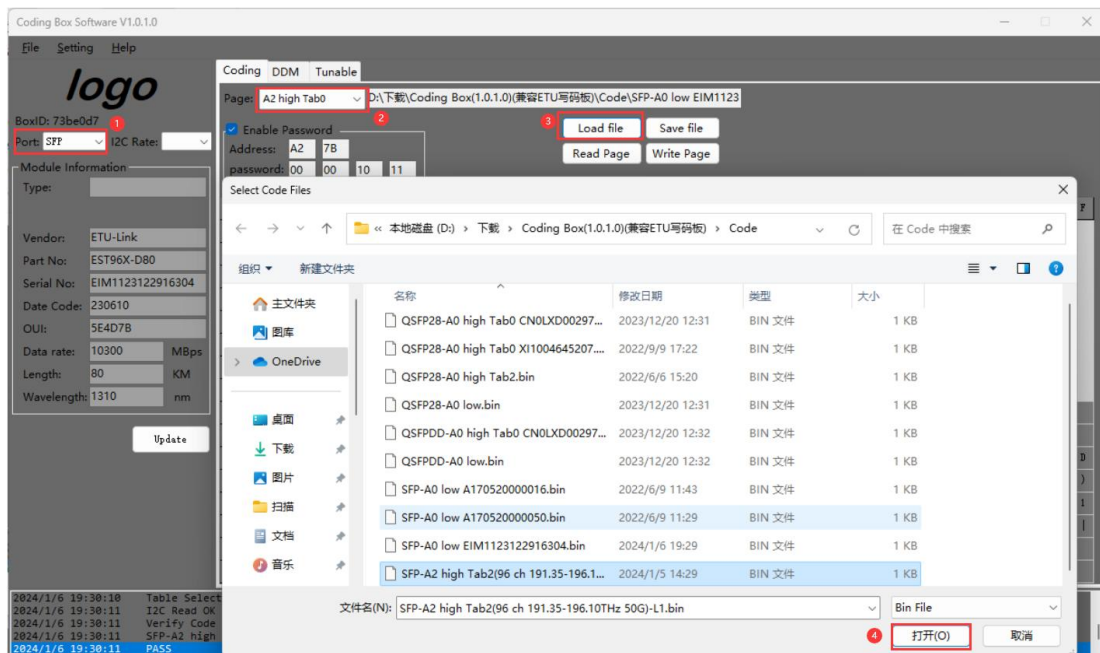 Coding Box Software V1.0.1.0
File Setting Help
logo
BoxID: 73be0d7
1
Port: SFP I2C Rate:
Module Information
Type:
Vendor: ETU-Link
Part No: EST96X-D80
Serial No: EIM1123122916304
Date Code: 230610
OUI: 5E4D7B
Data rate: 10300 MBps
Length: 80 KM
Wavelength: 1310 nm
Update
Coding DDM Tunable
Page: A2 high Tab0 D:\下载\Coding Box(1.0.1.0)(兼容ETU写码板)\Code\SFP-A0 low EIM1123
2
Enable Password
3
Load file Save file
Address: A2 7B
Read Page Write Page
password: 00 00 10 11
Select Code Files
« 本地磁盘 (D:) › 下载 › Coding Box(1.0.1.0)(兼容ETU写码板) › Code
在 Code 中搜索
组织 新建文件夹
主文件夹
图库
OneDrive
桌面
下载
图片
扫描
文档
音乐
名称 修改日期 类型 大小
QSFP28-A0 high Tab0 CN0LXD00297... 2023/12/20 12:31 BIN 文件 1 KB
QSFP28-A0 high Tab0 XI1004645207.... 2022/9/9 17:22 BIN 文件 1 KB
QSFP28-A0 high Tab2.bin 2022/6/6 15:20 BIN 文件 1 KB
QSFP28-A0 low.bin 2023/12/20 12:31 BIN 文件 1 KB
QSFPDD-A0 high Tab0 CN0LXD00297... 2023/12/20 12:32 BIN 文件 1 KB
QSFPDD-A0 low.bin 2023/12/20 12:32 BIN 文件 1 KB
SFP-A0 low A170520000016.bin 2022/6/9 11:43 BIN 文件 1 KB
SFP-A0 low A170520000050.bin 2022/6/9 11:29 BIN 文件 1 KB
SFP-A0 low EIM1123122916304.bin 2024/1/6 19:29 BIN 文件 1 KB
SFP-A2 high Tab2(96 ch 191.35-196.1... 2024/1/5 14:29 BIN 文件 1 KB
文件名(N): SFP-A2 high Tab2(96 ch 191.35-196.10THz 50G)-L1.bin Bin File
4
打开(O) 取消
F
D
)
1
2024/1/6 19:30:10 Table Select
2024/1/6 19:30:11 I2C Read OK
2024/1/6 19:30:11 Verify Code
2024/1/6 19:30:11 SFP-A2 high
2024/1/6 19:30:11 PASS